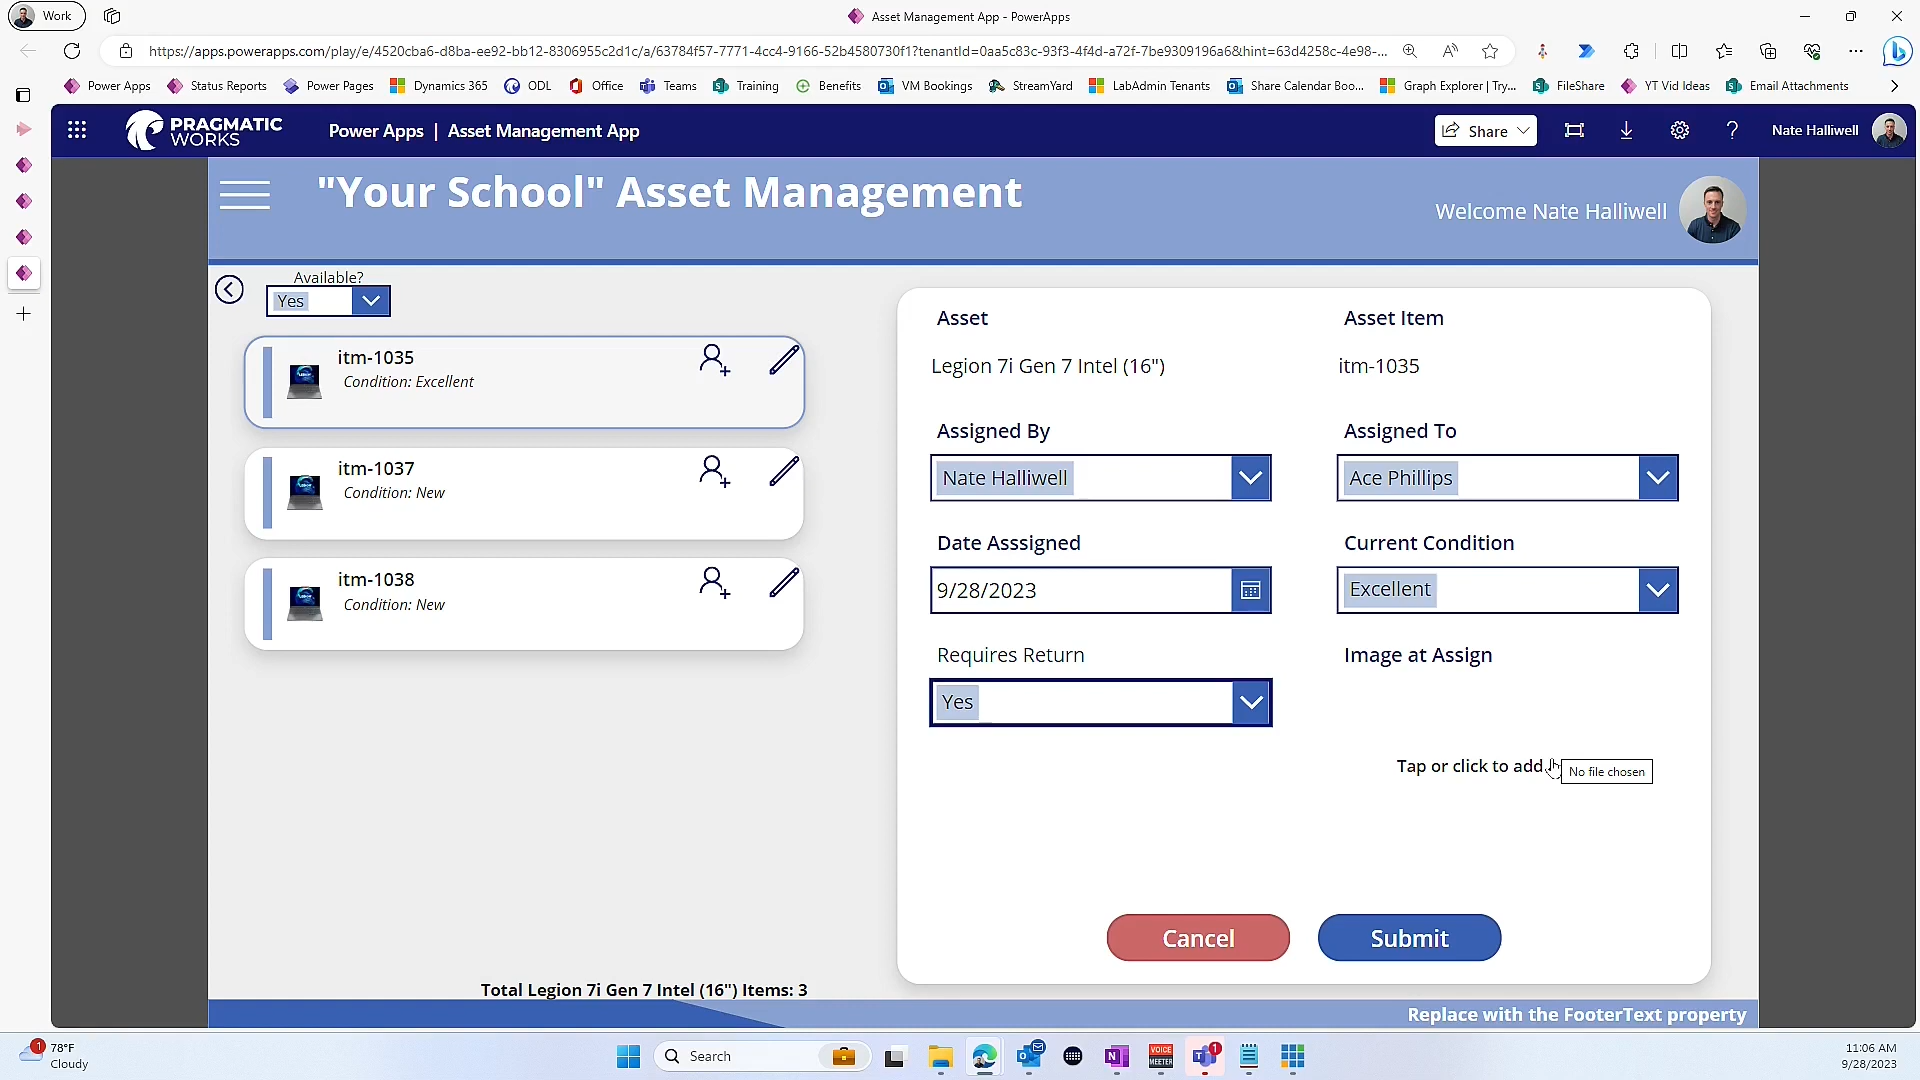 Work
Asset Management App - PowerApps
https://apps.powerapps.com/play/e/4520cba6-d8ba-ee92-bb12-8306955c2d1c/a/63784f57-7771-4cc4-9166-52b4580730f1?tenantId=0aa5c83c-93f3-4f4d-a72f-7be9309196a6&hint=63d4258c-4e98-...
Power Apps Status Reports Power Pages Dynamics 365 ODL Office Teams Training Benefits VM Bookings StreamYard LabAdmin Tenants Share Calendar Boo... Graph Explorer | Try... FileShare YT Vid Ideas Email Attachments
PRAGMATIC WORKS
Power Apps | Asset Management App
Share
Nate Halliwell
"Your School" Asset Management
Welcome Nate Halliwell
Available?
Yes
itm-1035
Condition: Excellent
itm-1037
Condition: New
itm-1038
Condition: New
Total Legion 7i Gen 7 Intel (16") Items: 3
Asset
Asset Item
Legion 7i Gen 7 Intel (16")
itm-1035
Assigned By
Assigned To
Nate Halliwell
Ace Phillips
Date Asssigned
Current Condition
9/28/2023
Excellent
Requires Return
Image at Assign
Yes
Tap or click to add
No file chosen
Cancel
Submit
Replace with the FooterText property
1
78°F
Cloudy
Search
VOICE
MEETER
1
11:06 AM
9/28/2023